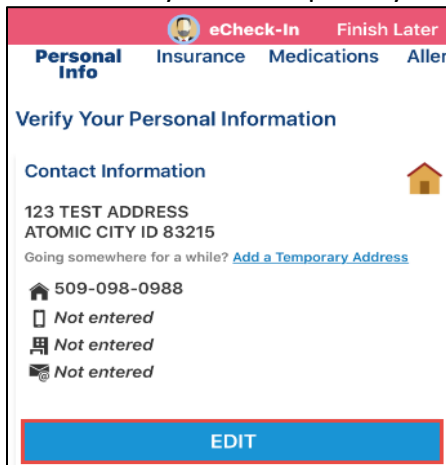 eCheck-In Finish Later
Personal Info Insurance Medications Aller
Verify Your Personal Information
Contact Information
123 TEST ADDRESS
ATOMIC CITY ID 83215
Going somewhere for a while? Add a Temporary Address
509-098-0988
Not entered
Not entered
Not entered
EDIT